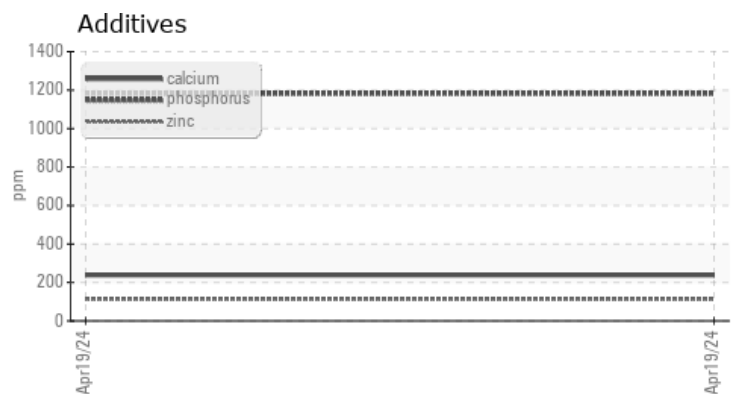 Additives
1400
1200
1000
800
600
400
200
0
ppm
calcium
phosphorus
zinc
Apr19/24
Apr19/24